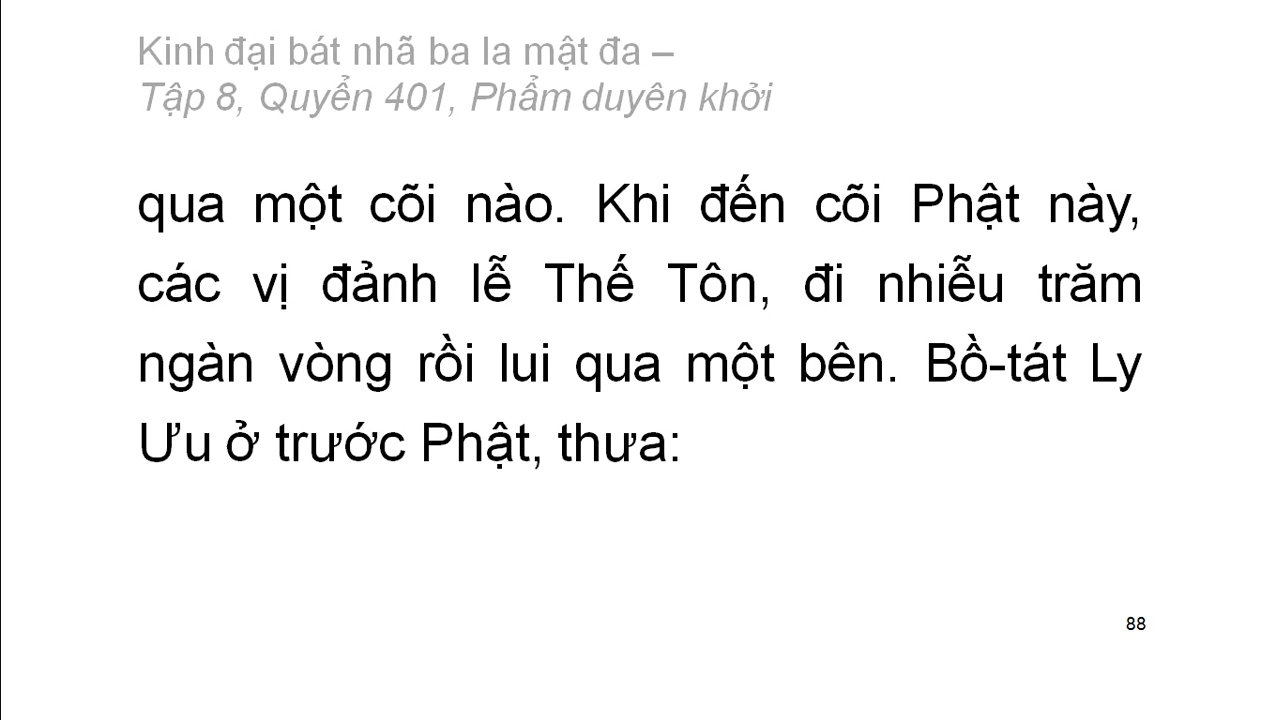 Kinh đại bát nhã ba la mật đa –
Tập 8, Quyển 401, Phẩm duyên khởi
qua một cõi nào. Khi đến cõi Phật này,
các vị đảnh lễ Thế Tôn, đi nhiễu trăm
ngàn vòng rồi lui qua một bên. Bồ-tát Ly
Ưu ở trước Phật, thưa:
88